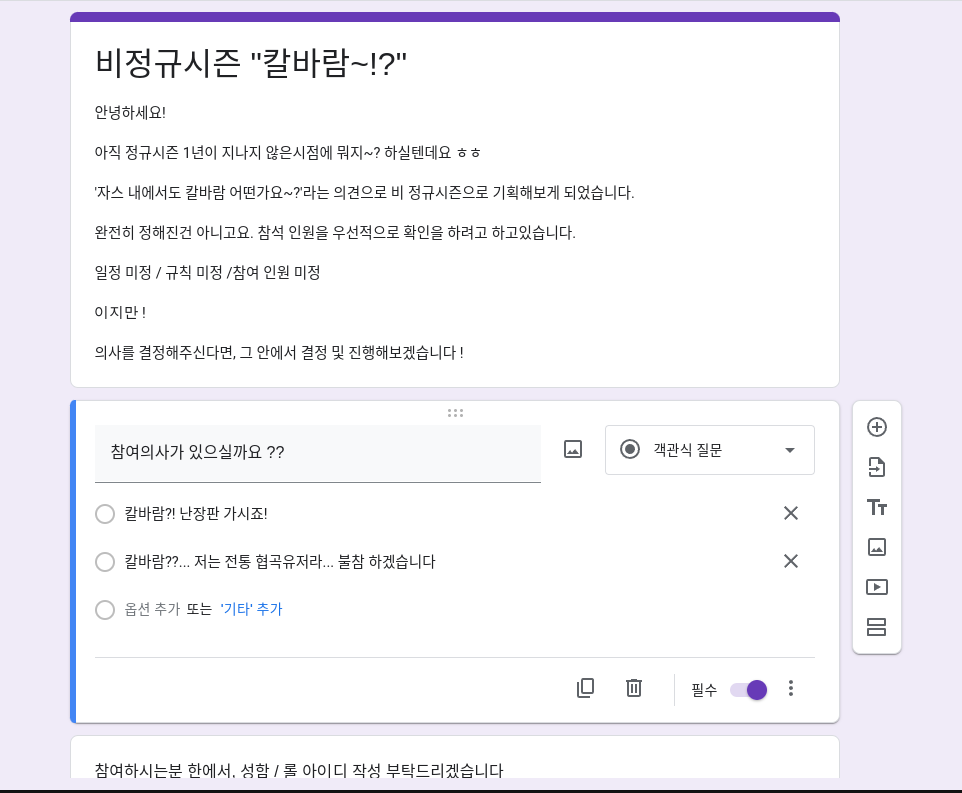 비정규시즌 "칼바람~!?"
안녕하세요!
아직 정규시즌 1년이 지나지 않은시점에 뭐지~? 하실텐데요 ㅎㅎ
'자스 내에서도 칼바람 어떤가요~?'라는 의견으로 비 정규시즌으로 기획해보게 되었습니다.
완전히 정해진건 아니고요. 참석 인원을 우선적으로 확인을 하려고 하고있습니다.
일정 미정 / 규칙 미정 /참여 인원 미정
이지만 !
의사를 결정해주신다면, 그 안에서 결정 및 진행해보겠습니다 !
참여의사가 있으실까요 ??
객관식 질문
칼바람?! 난장판 가시죠!
칼바람??... 저는 전통 협곡유저라... 불참 하겠습니다
옵션 추가 또는 '기타' 추가
필수
참여하시는분 한에서, 성함 / 롤 아이디 작성 부탁드리겠습니다